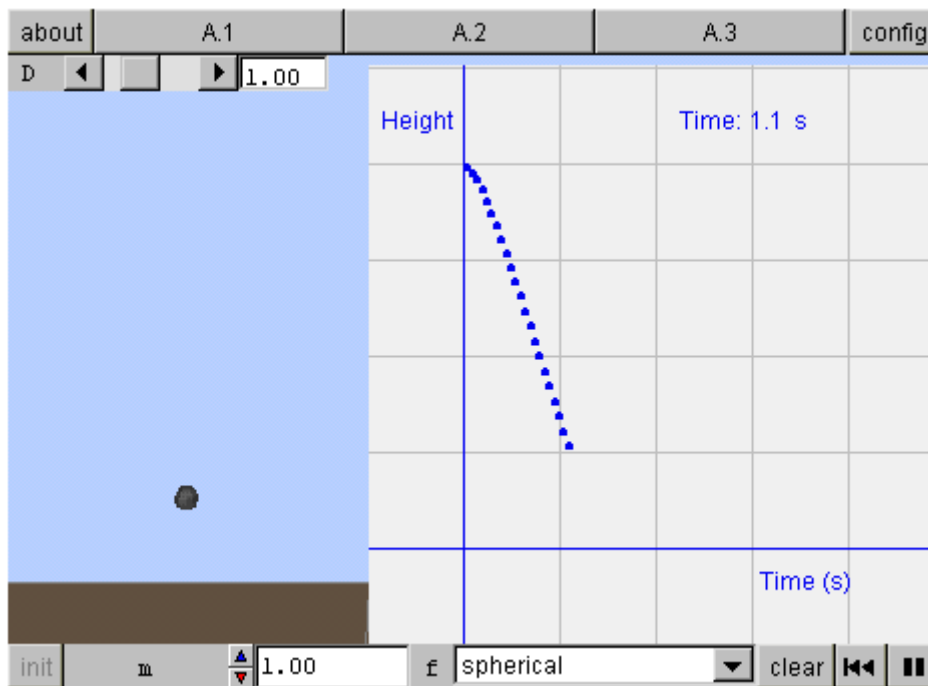 about A.1 A.2 A.3 config
D 1.00
Height Time: 1.1 s
Time (s)
init m 1.00 f spherical clear